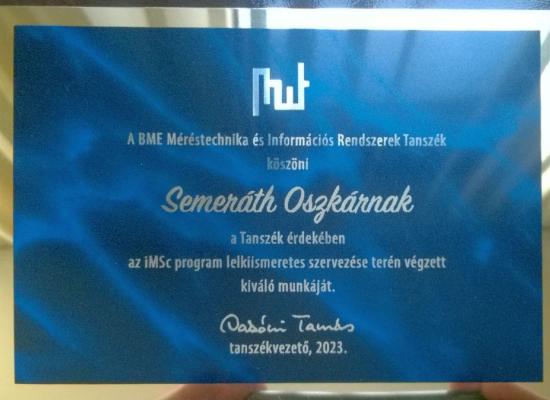 mit
A BME Méréstechnika és Információs Rendszerek Tanszék
köszöni
Semeráth Oszkárnak
a Tanszék érdekében
az iMSc program lelkiismeretes szervezése terén végzett
kiváló munkáját.
Dabóczi Tamás
tanszékvezető, 2023.